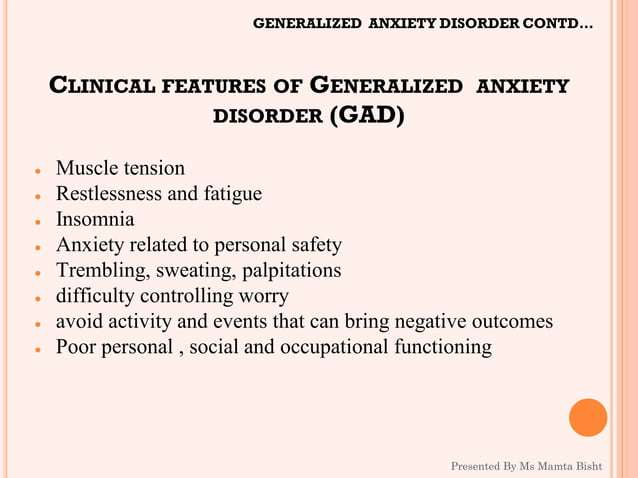 GENERALIZED ANXIETY DISORDER CONTD...
CLINICAL FEATURES OF GENERALIZED ANXIETY
DISORDER (GAD)
• Muscle tension
• Restlessness and fatigue
• Insomnia
• Anxiety related to personal safety
• Trembling, sweating, palpitations
• difficulty controlling worry
• avoid activity and events that can bring negative outcomes
• Poor personal , social and occupational functioning
Presented By Ms Mamta Bisht